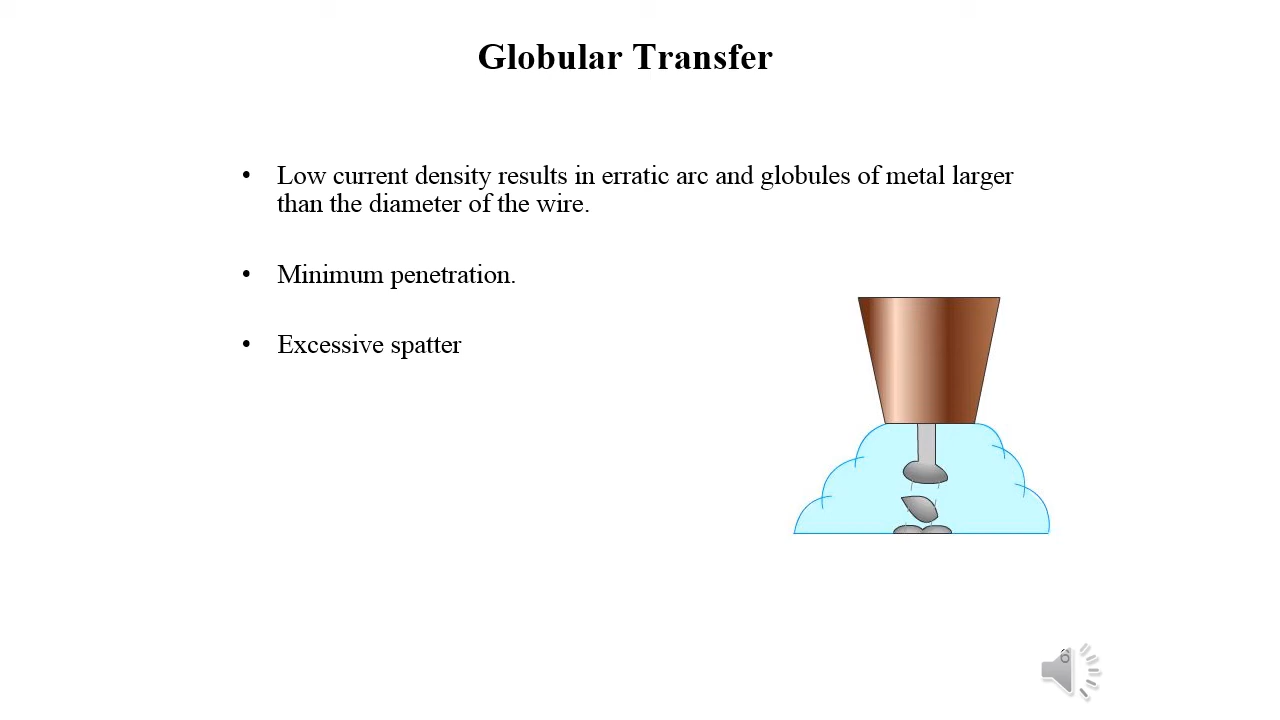 Globular Transfer
• Low current density results in erratic arc and globules of metal larger
than the diameter of the wire.
• Minimum penetration.
• Excessive spatter
6